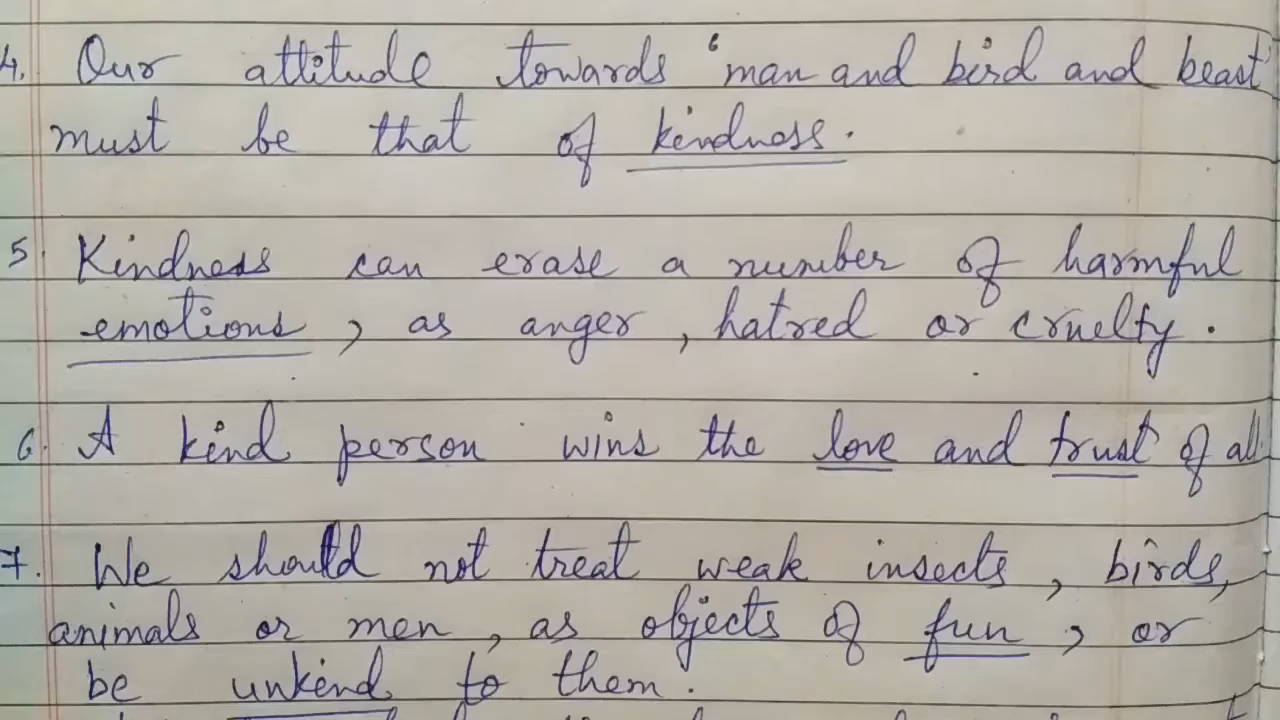 4. Our attitude towards 'man and bird and beast'
must be that of kindness.
5. Kindness can erase a number of harmful
emotions, as anger, hatred or cruelty.
6. A kind person wins the love and trust of all
7. We should not treat weak insects, birds,
animals or men, as objects of fun, or
be unkind to them.